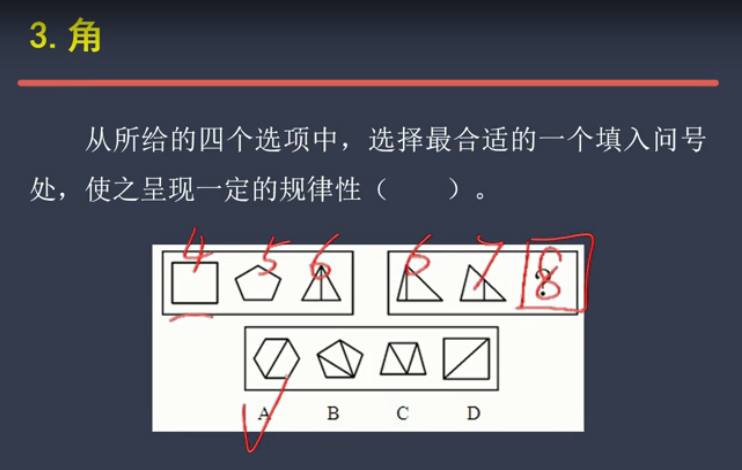 3. 角
从所给的四个选项中，选择最合适的一个填入问号
处，使之呈现一定的规律性（　　）。
4 5 6 6 7 8
?
A B C D